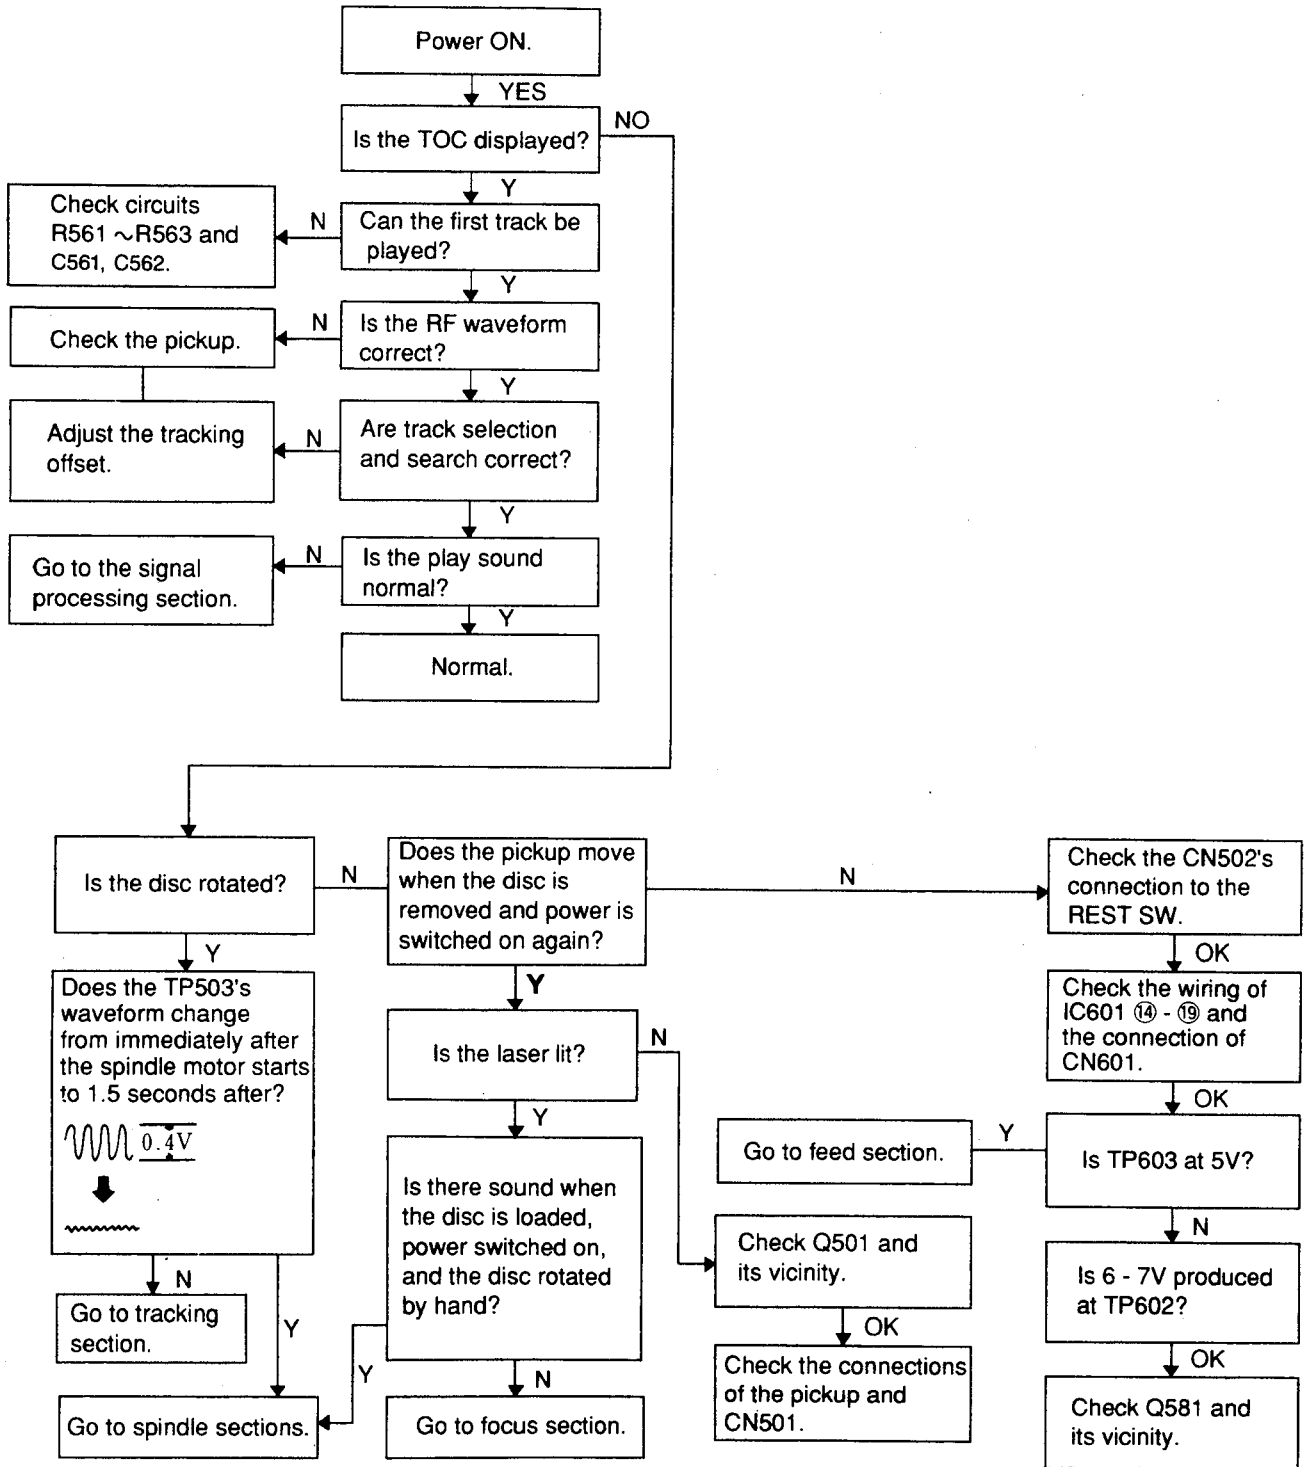 Power ON.
YES
Is the TOC displayed?
NO
Y
Check circuits
R561 ~R563 and
C561, C562.
N
Can the first track be
played?
Y
Check the pickup.
N
Is the RF waveform
correct?
Y
Adjust the tracking
offset.
N
Are track selection
and search correct?
Y
Go to the signal
processing section.
N
Is the play sound
normal?
Y
Normal.
Is the disc rotated?
N
Does the pickup move
when the disc is
removed and power is
switched on again?
N
Check the CN502's
connection to the
REST SW.
Y
Y
OK
Does the TP503's
waveform change
from immediately after
the spindle motor starts
to 1.5 seconds after?
0.4V
Is the laser lit?
N
Check the wiring of
IC601 ⑭ - ⑲ and
the connection of
CN601.
Y
OK
Go to feed section.
Y
Is TP603 at 5V?
Is there sound when
the disc is loaded,
power switched on,
and the disc rotated
by hand?
Check Q501 and
its vicinity.
N
Is 6 - 7V produced
at TP602?
N
Go to tracking
section.
Y
Y
N
OK
Check the connections
of the pickup and
CN501.
OK
Check Q581 and
its vicinity.
Go to spindle sections.
Go to focus section.